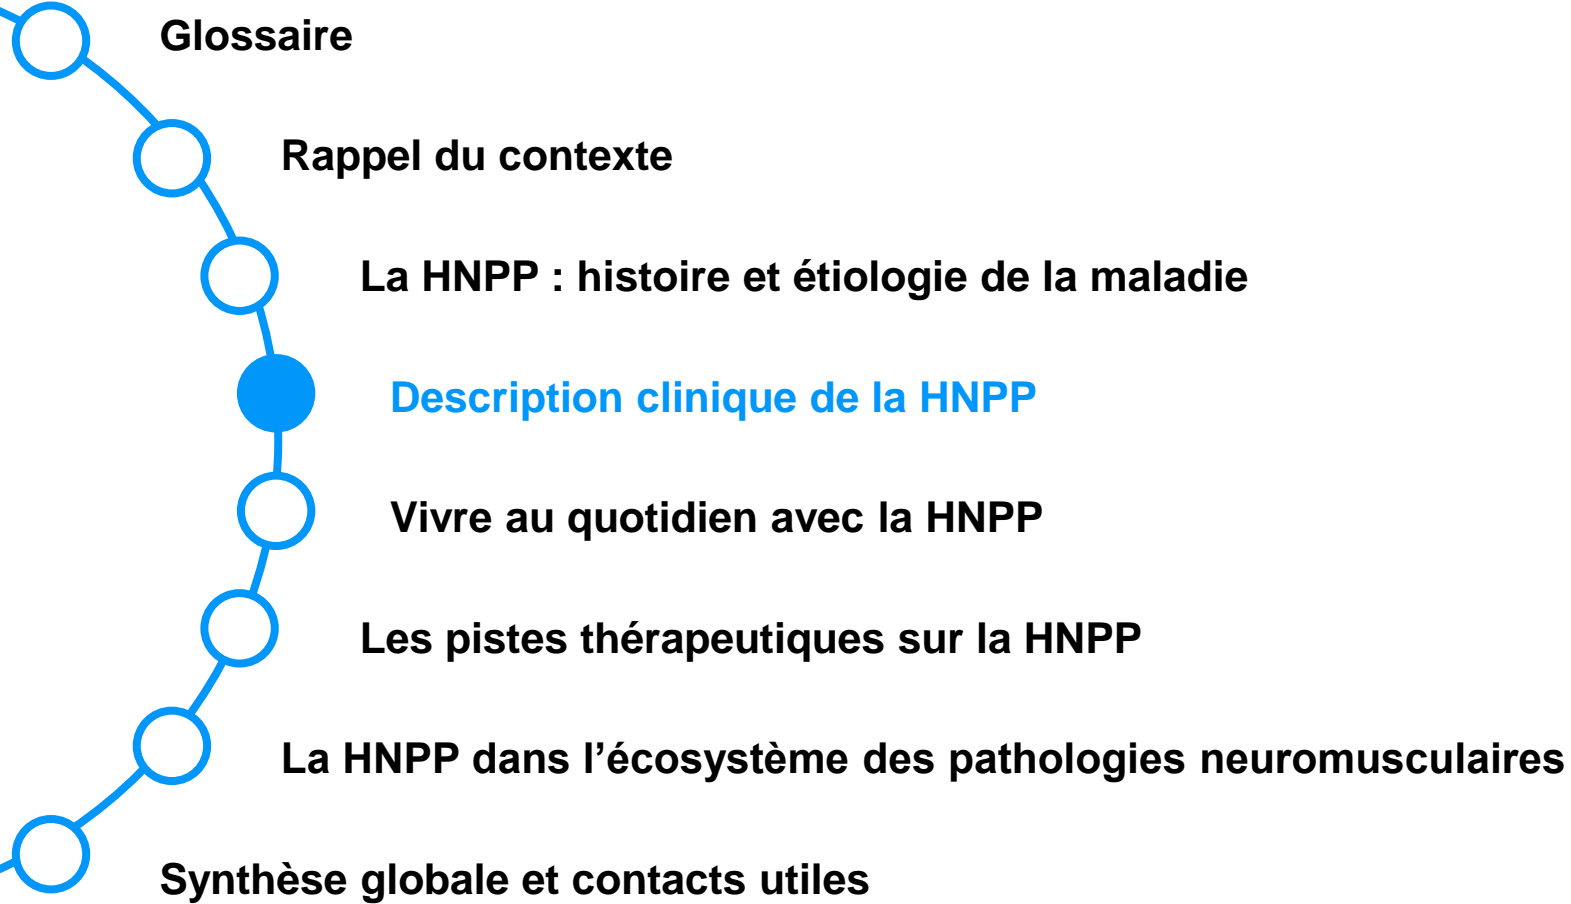 Glossaire
Rappel du contexte
La HNPP : histoire et étiologie de la maladie
Description clinique de la HNPP
Vivre au quotidien avec la HNPP
Les pistes thérapeutiques sur la HNPP
La HNPP dans l’écosystème des pathologies neuromusculaires
Synthèse globale et contacts utiles